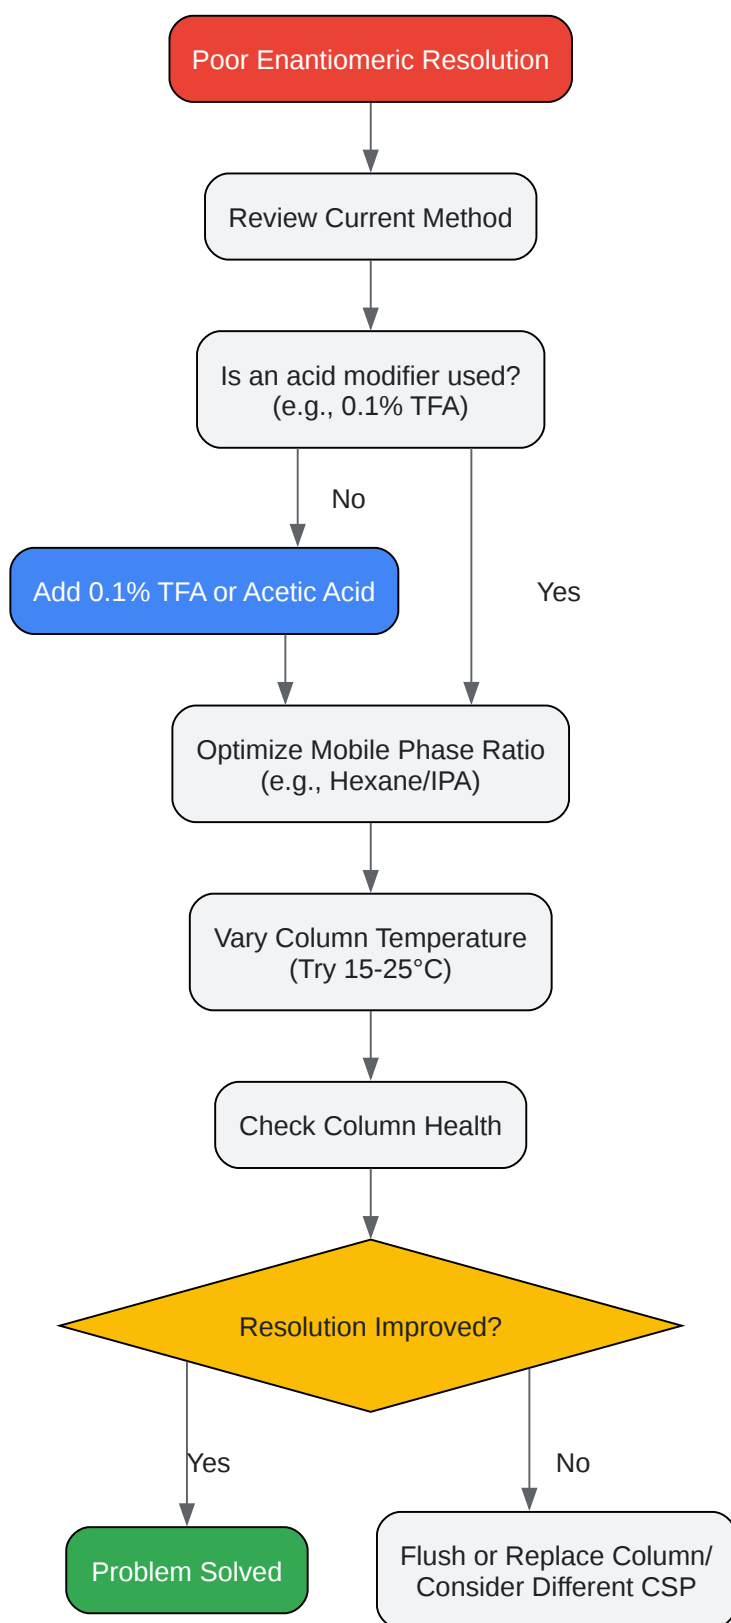 Poor Enantiomeric Resolution
Review Current Method
Is an acid modifier used?
(e.g., 0.1% TFA)
No
Add 0.1% TFA or Acetic Acid
Yes
Optimize Mobile Phase Ratio
(e.g., Hexane/IPA)
Vary Column Temperature
(Try 15-25°C)
Check Column Health
Resolution Improved?
Yes
No
Problem Solved
Flush or Replace Column/
Consider Different CSP